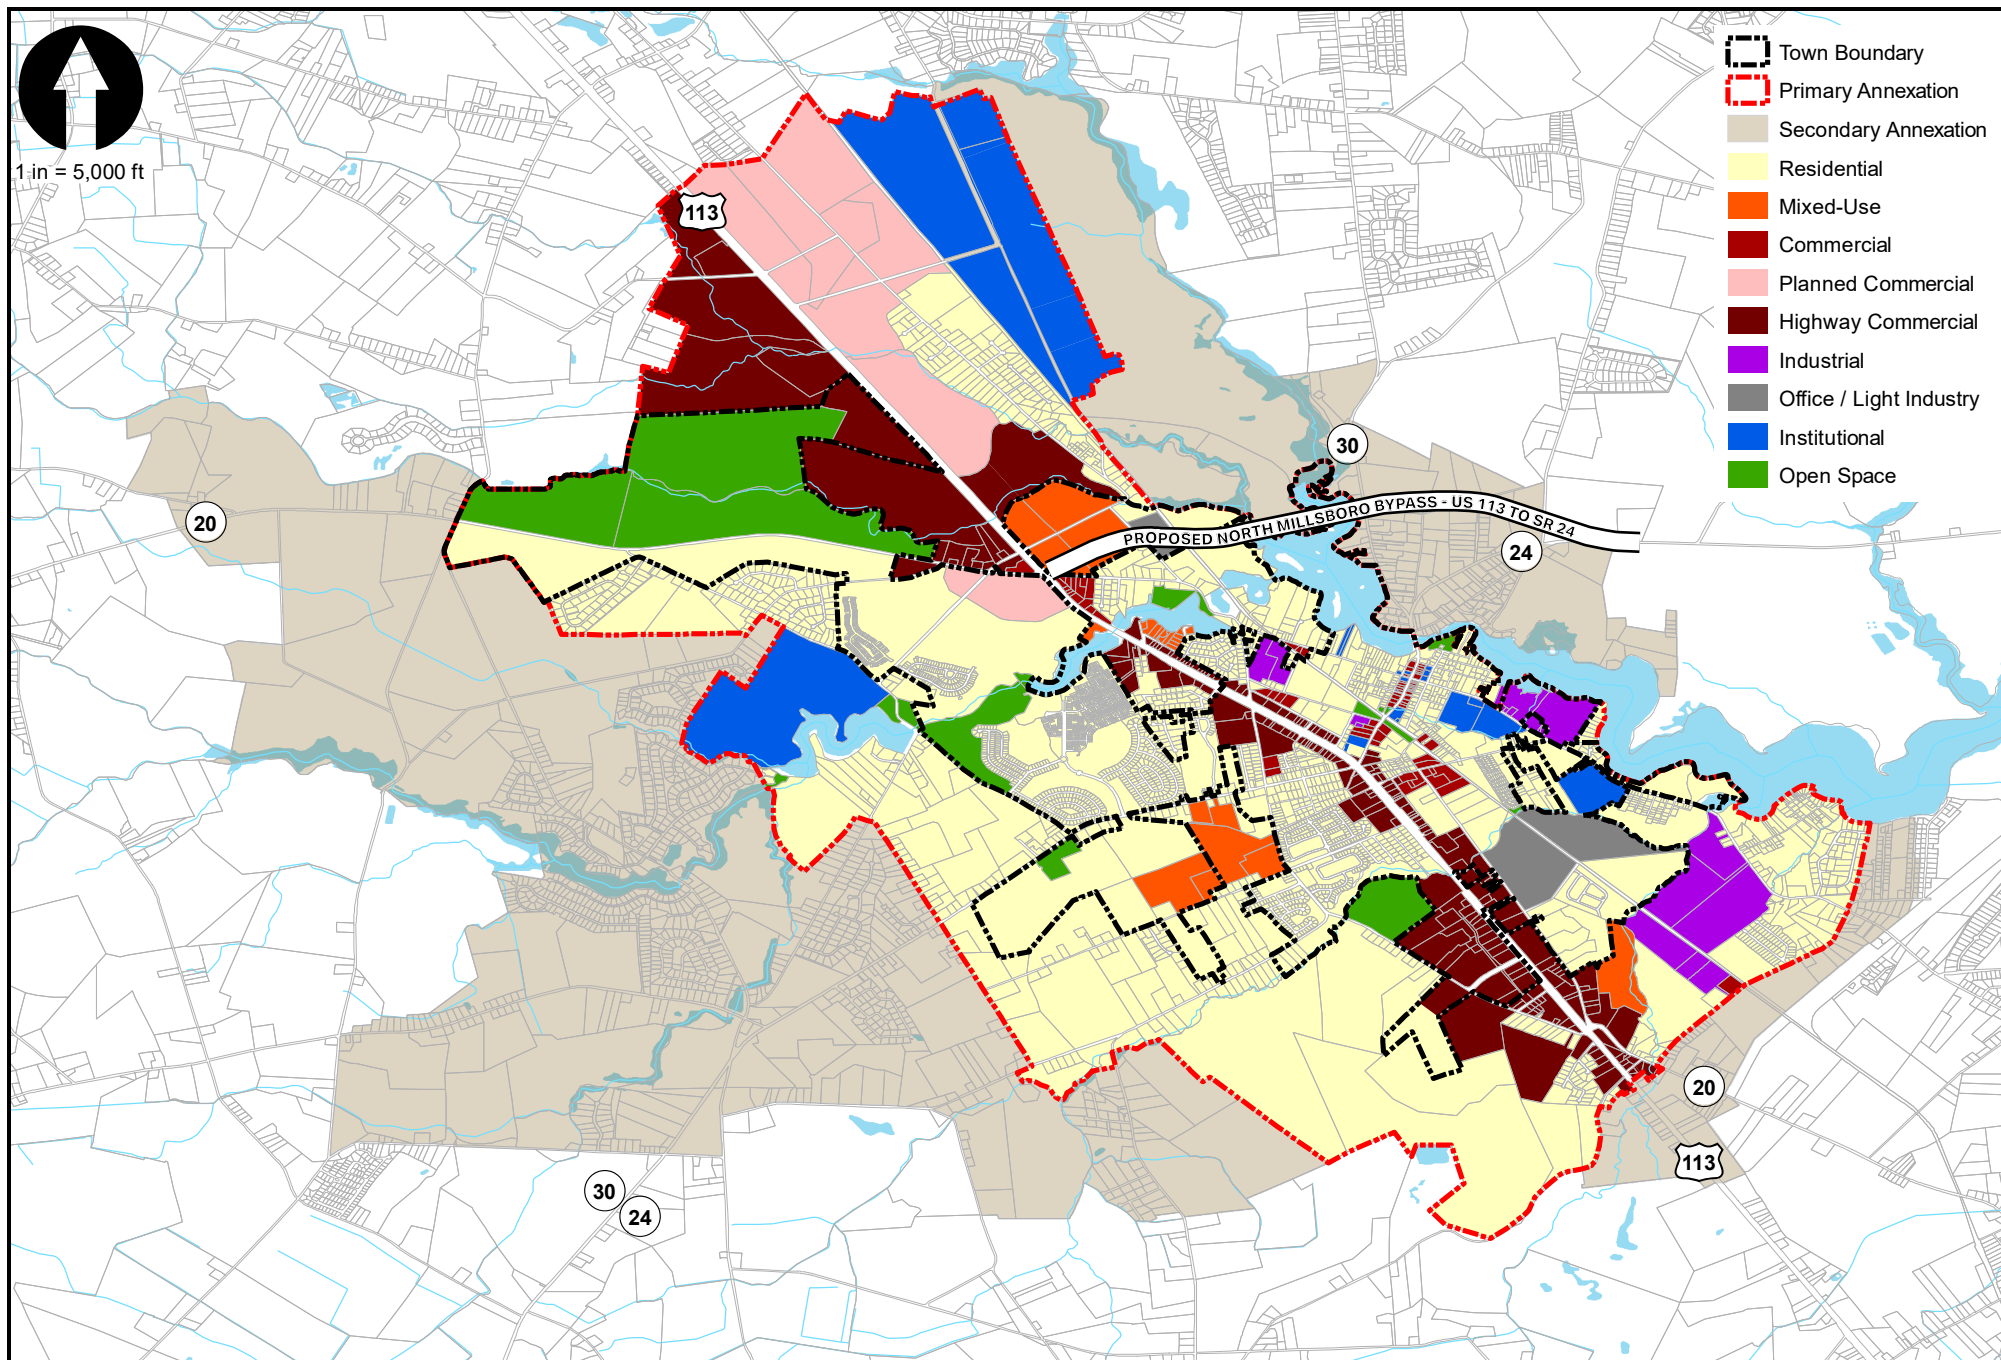 1 in = 5,000 ft
Town Boundary
Primary Annexation
Secondary Annexation
Residential
Mixed-Use
Commercial
Planned Commercial
Highway Commercial
Industrial
Office / Light Industry
Institutional
Open Space
113
30
20
PROPOSED NORTH MILLSBORO BYPASS - US 113 TO SR 24
24
20
113
30
24